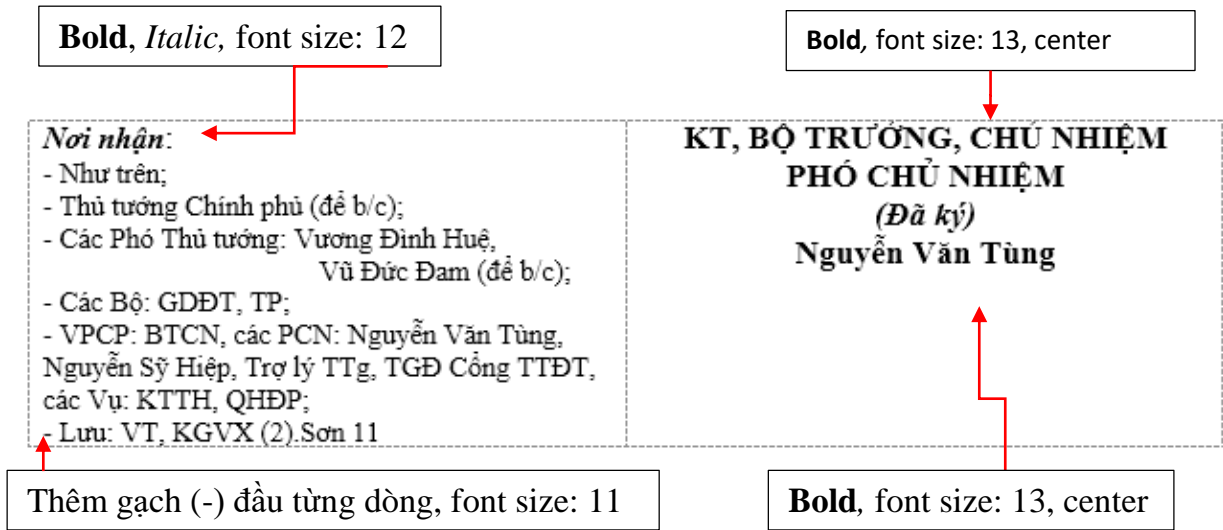 Bold, Italic, font size: 12
Bold, font size: 13, center
Nơi nhận:
- Như trên;
- Thủ tướng Chính phủ (để b/c);
- Các Phó Thủ tướng: Vương Đình Huệ,
Vũ Đức Đam (để b/c);
- Các Bộ: GDĐT, TP;
- VPCP: BTCN, các PCN: Nguyễn Văn Tùng,
Nguyễn Sỹ Hiệp, Trợ lý TTg, TGĐ Cổng TTĐT,
các Vụ: KTTH, QHĐP;
- Lưu: VT, KGVX (2).Sơn 11
KT, BỘ TRƯỞNG, CHỦ NHIỆM
PHÓ CHỦ NHIỆM
(Đã ký)
Nguyễn Văn Tùng
Thêm gạch (-) đầu từng dòng, font size: 11
Bold, font size: 13, center